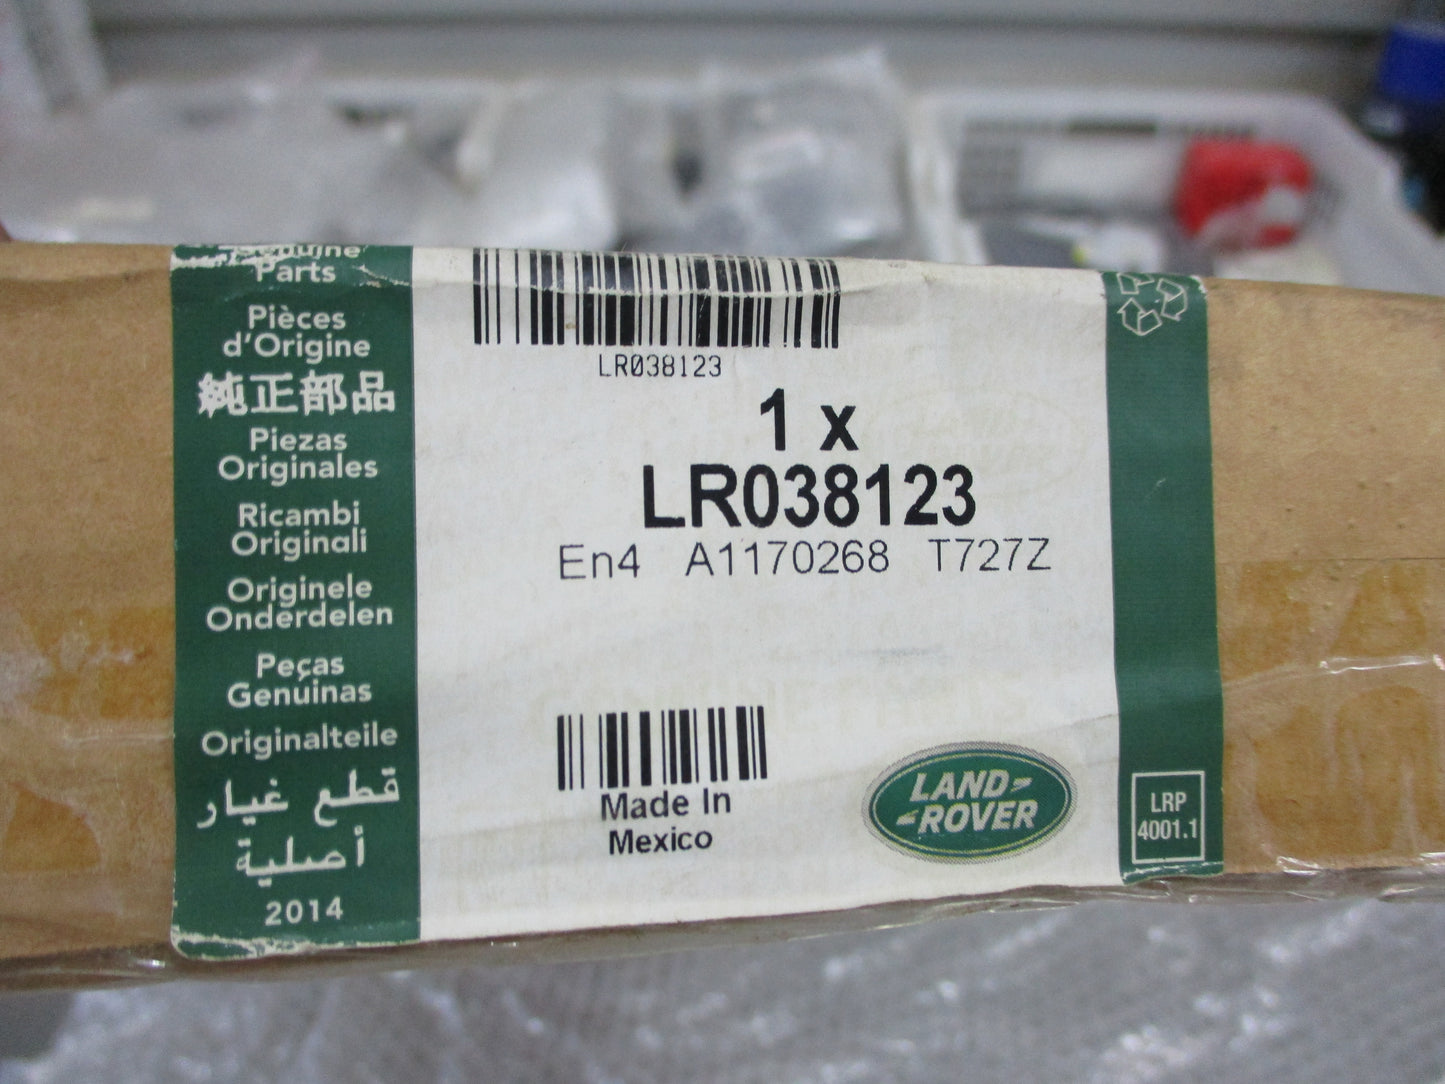 Genuine
Parts
Pièces
d'Origine
純正部品
Piezas
Originales
Ricambi
Originali
Originele
Onderdelen
Peças
Genuinas
Originalteile
قطع غيار
أصلية
2014
LR038123
1 x
LR038123
En4 A1170268 T727Z
Made In
Mexico
LAND-
-ROVER
LRP
4001.1